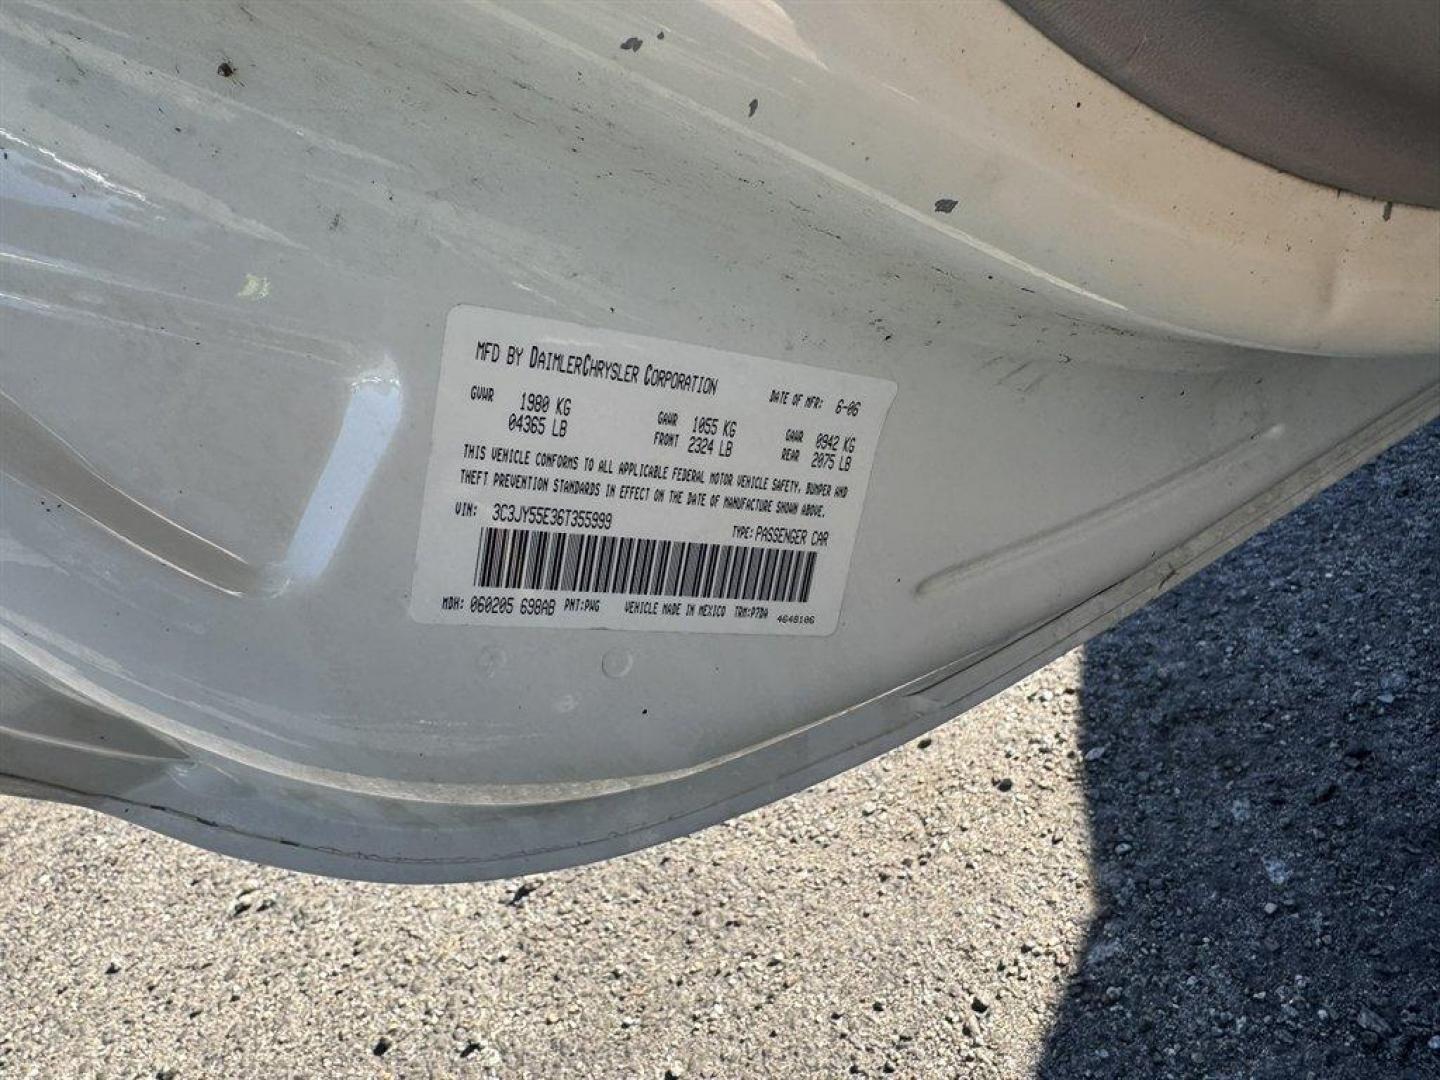 MFD BY DAIMLERCHRYSLER CORPORATION DATE OF MFR: 6-06
GVWR 1980 KG GAWR 1055 KG GAWR 0942 KG
04365 LB FRONT 2324 LB REAR 2075 LB
THIS VEHICLE CONFORMS TO ALL APPLICABLE FEDERAL MOTOR VEHICLE SAFETY, BUMPER AND
THEFT PREVENTION STANDARDS IN EFFECT ON THE DATE OF MANUFACTURE SHOWN ABOVE.
VIN: 3C3JY55E36T355999 TYPE: PASSENGER CAR
MDH: 060205 698AB PNT:PWG VEHICLE MADE IN MEXICO TRM:P7DA 4648106